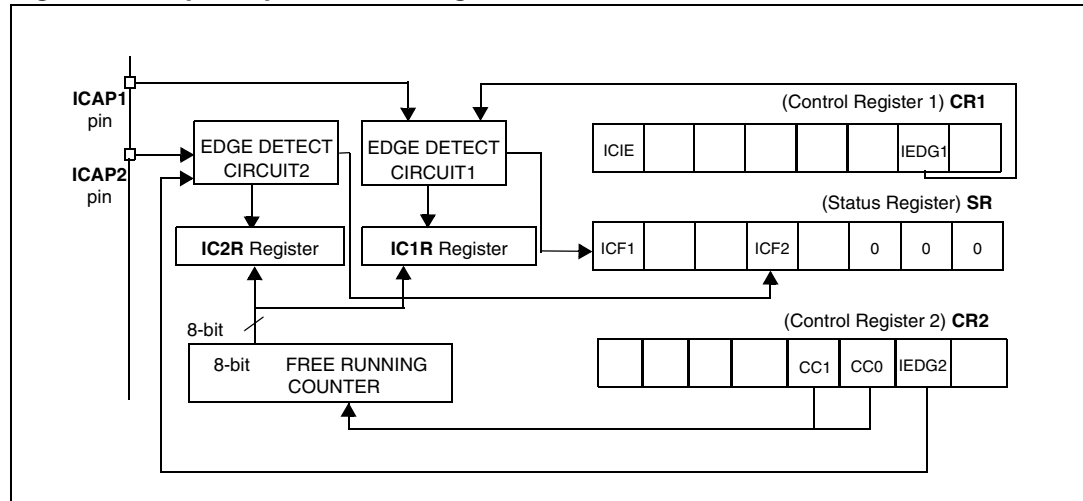 ICAP1
pin
ICAP2
pin
EDGE DETECT
CIRCUIT2
EDGE DETECT
CIRCUIT1
IC2R Register
IC1R Register
8-bit
8-bit FREE RUNNING
COUNTER
(Control Register 1) CR1
ICIE IEDG1
(Status Register) SR
ICF1 ICF2 0 0 0
(Control Register 2) CR2
CC1 CC0 IEDG2